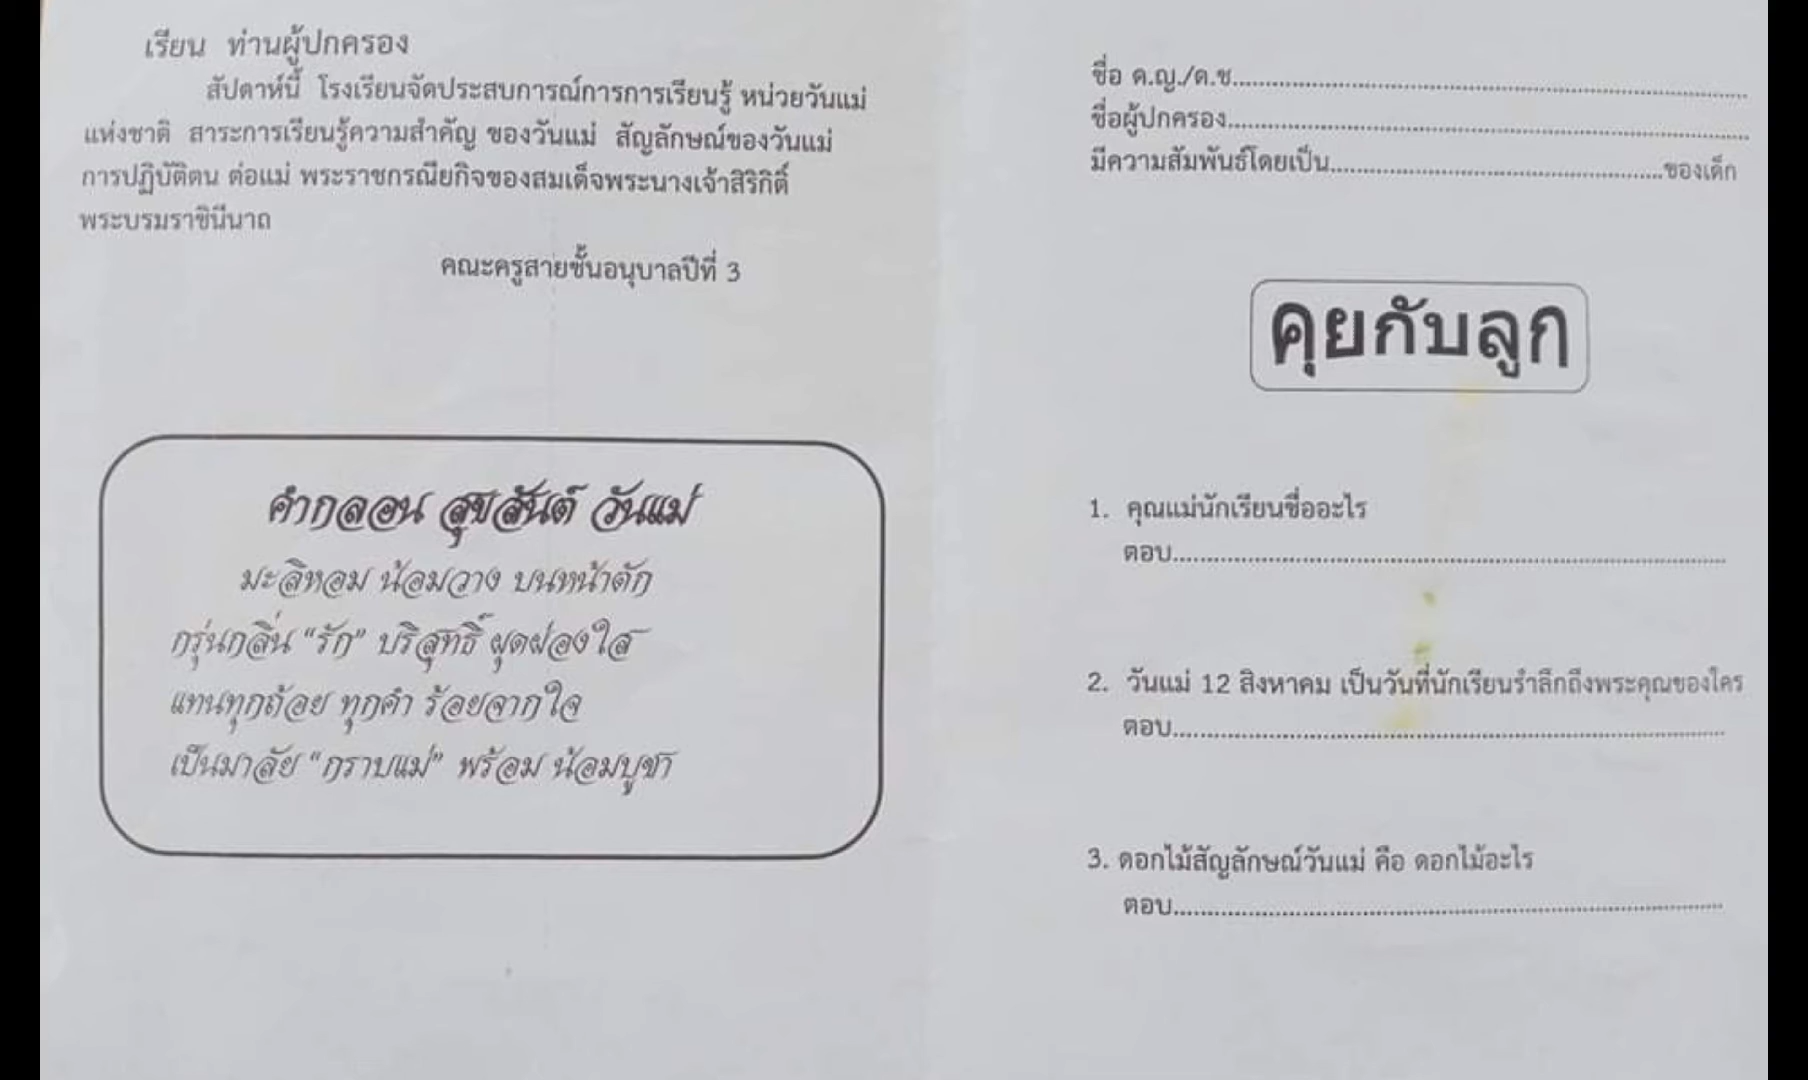 เรียน ท่านผู้ปกครอง
สัปดาห์นี้ โรงเรียนจัดประสบการณ์การการเรียนรู้ หน่วยวันแม่
แห่งชาติ สาระการเรียนรู้ความสำคัญ ของวันแม่ สัญลักษณ์ของวันแม่
การปฏิบัติตน ต่อแม่ พระราชกรณียกิจของสมเด็จพระนางเจ้าสิริกิติ์
พระบรมราชินีนาถ
คณะครูสายชั้นอนุบาลปีที่ 3
คำกลอน สุขสันต์ วันแม่
มะลิหอม น้อมวาง บนหน้าตัก
กรุ่นกลิ่น “รัก” บริสุทธิ์ ผุดผ่องใส
แทนทุกถ้อย ทุกคำ ร้อยจากใจ
เป็นมาลัย “กราบแม่” พร้อม น้อมบูชา
ชื่อ ด.ญ./ด.ช.......................................................................
ชื่อผู้ปกครอง.......................................................................
มีความสัมพันธ์โดยเป็น.............................................ของเด็ก
คุยกับลูก
1. คุณแม่นักเรียนชื่ออะไร
ตอบ............................................................................
2. วันแม่ 12 สิงหาคม เป็นวันที่นักเรียนรำลึกถึงพระคุณของใคร
ตอบ............................................................................
3. ดอกไม้สัญลักษณ์วันแม่ คือ ดอกไม้อะไร
ตอบ............................................................................